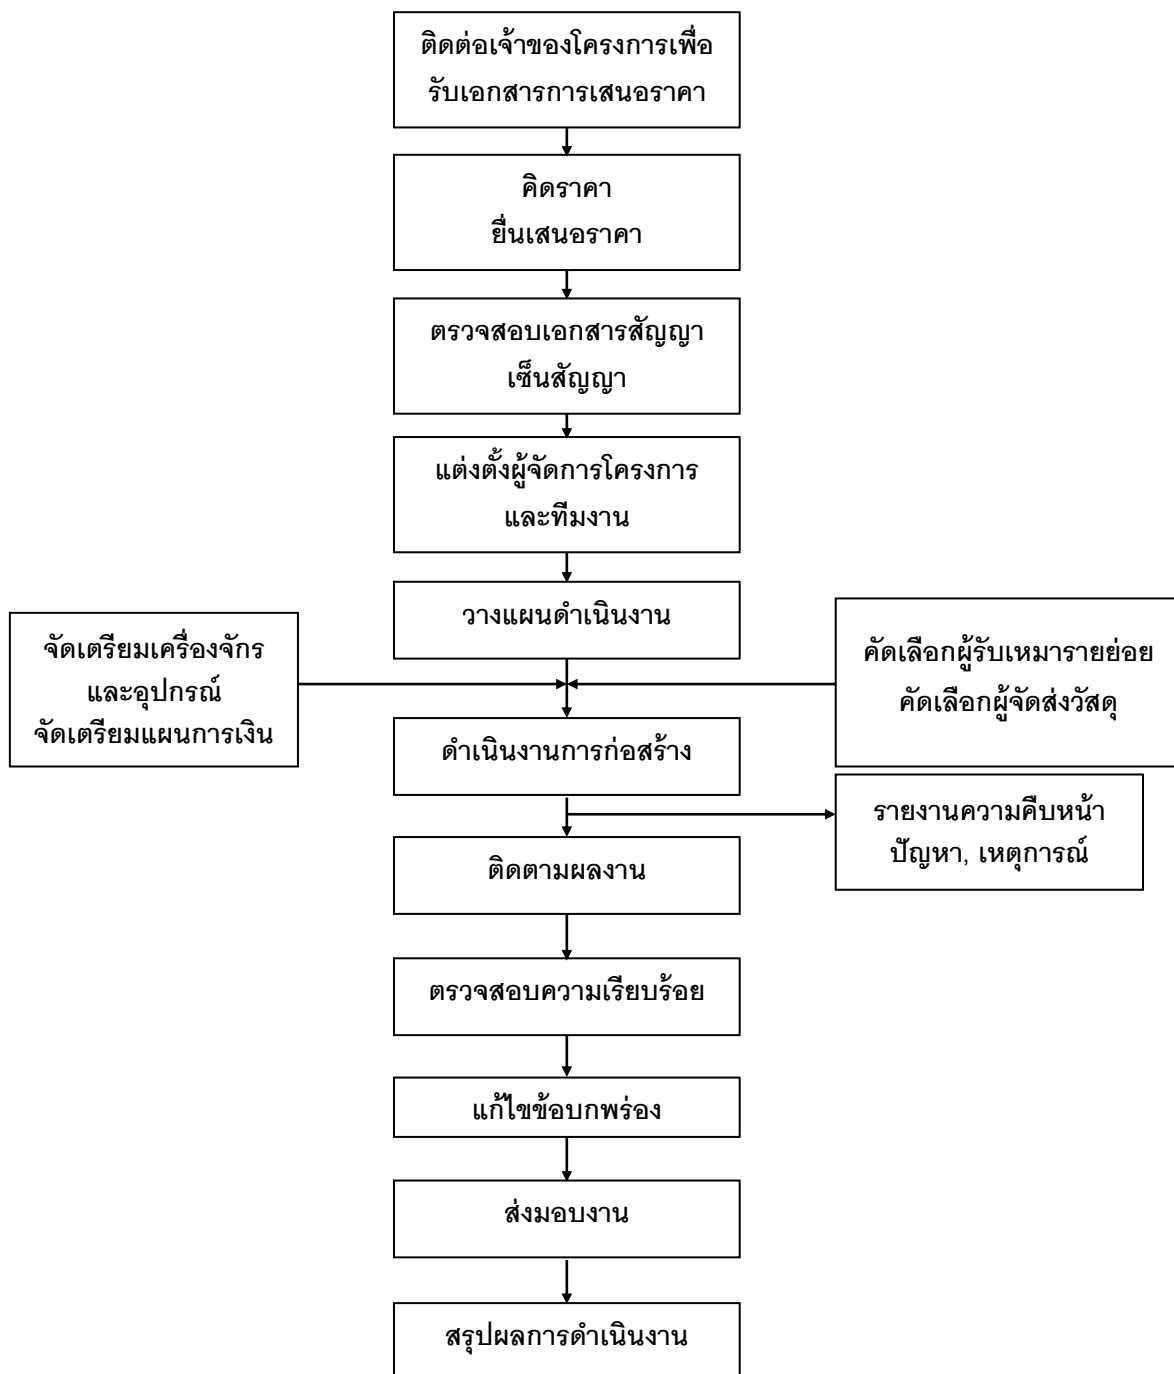 ติดต่อเจ้าของโครงการเพื่อ
รับเอกสารการเสนอราคา
คิดราคา
ยื่นเสนอราคา
ตรวจสอบเอกสารสัญญา
เซ็นสัญญา
แต่งตั้งผู้จัดการโครงการ
และทีมงาน
วางแผนดำเนินงาน
จัดเตรียมเครื่องจักร
และอุปกรณ์
จัดเตรียมแผนการเงิน
คัดเลือกผู้รับเหมารายย่อย
คัดเลือกผู้จัดส่งวัสดุ
ดำเนินงานการก่อสร้าง
รายงานความคืบหน้า
ปัญหา, เหตุการณ์
ติดตามผลงาน
ตรวจสอบความเรียบร้อย
แก้ไขข้อบกพร่อง
ส่งมอบงาน
สรุปผลการดำเนินงาน